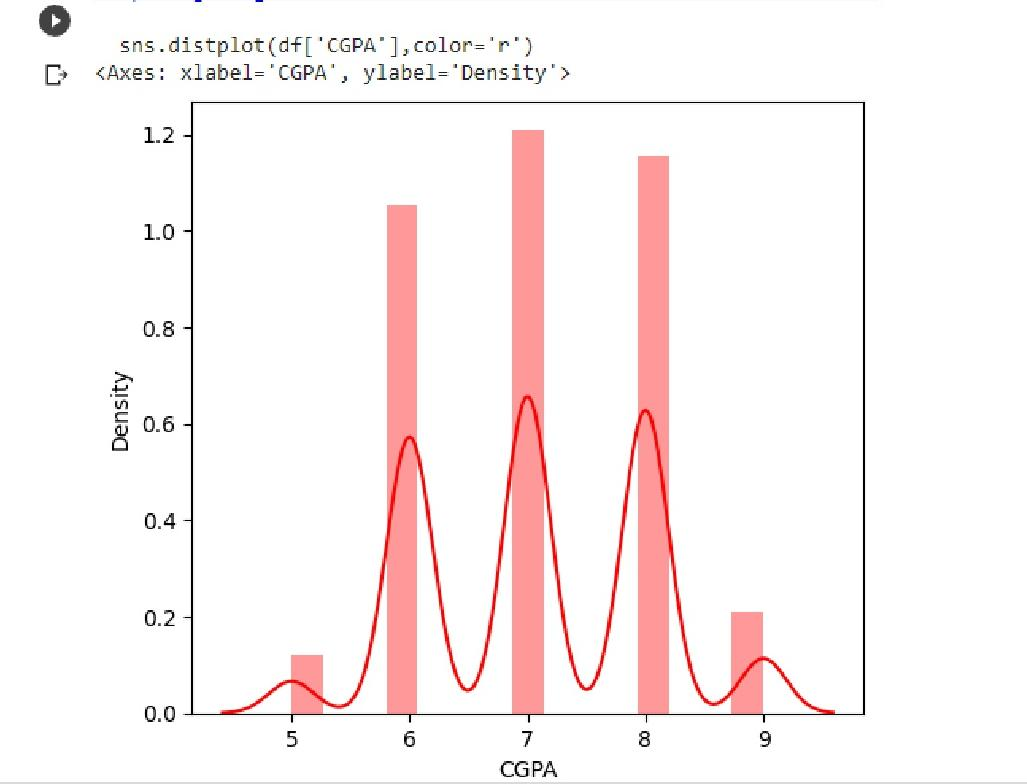 sns.distplot(df['CGPA'],color='r')
<Axes: xlabel='CGPA', ylabel='Density'>
1.2
1.0
0.8
0.6
0.4
0.2
0.0
Density
5 6 7 8 9
CGPA